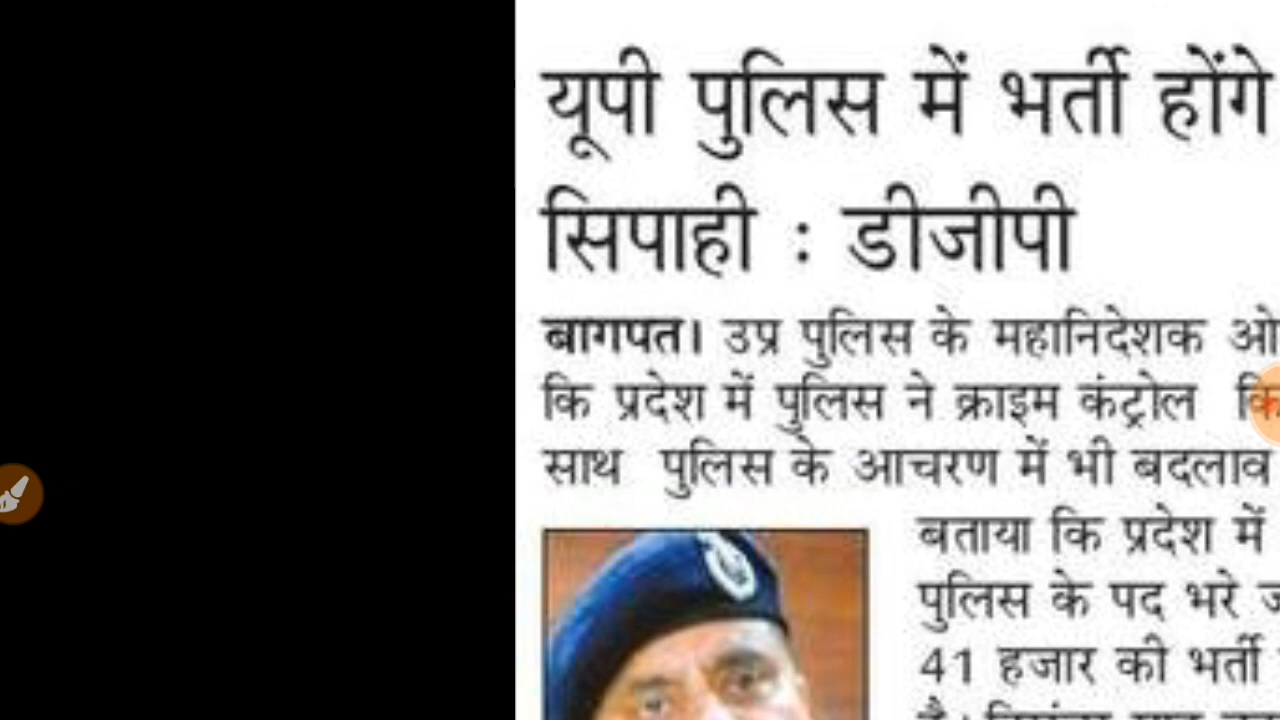 यूपी पुलिस में भर्ती होंगे
सिपाही : डीजीपी
बागपत। उप्र पुलिस के महानिदेशक
कि प्रदेश में पुलिस ने क्राइम कंट्रोल
साथ पुलिस के आचरण में भी बदलाव
बताया कि प्रदेश में
पुलिस के पद भरे
41 हजार की भर्ती